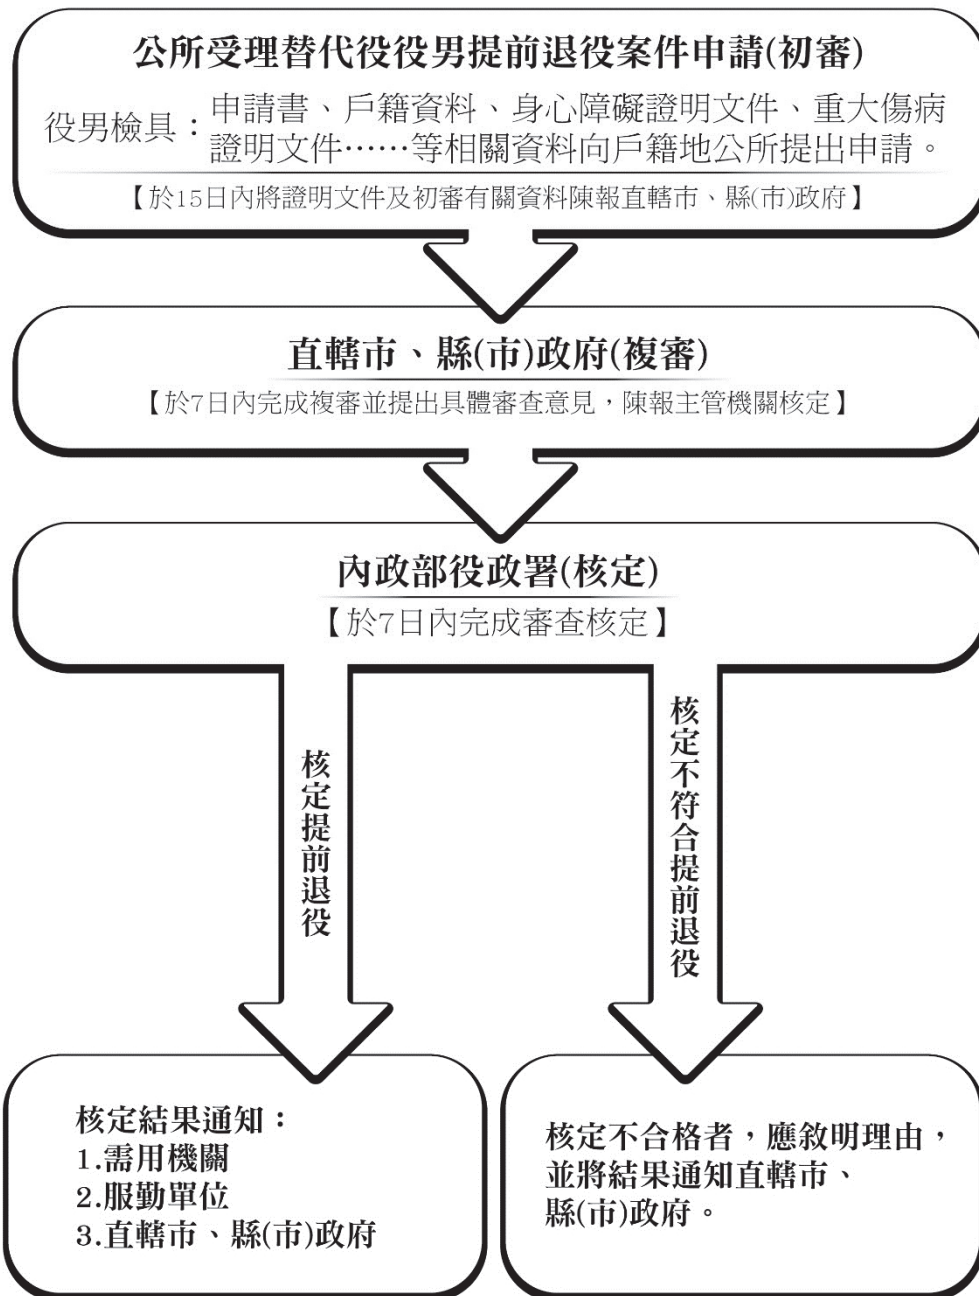 公所受理替代役役男提前退役案件申請(初審)
役男檢具：申請書、戶籍資料、身心障礙證明文件、重大傷病
證明文件……等相關資料向戶籍地公所提出申請。
【於15日內將證明文件及初審有關資料陳報直轄市、縣(市)政府】
直轄市、縣(市)政府(複審)
【於7日內完成複審並提出具體審查意見，陳報主管機關核定】
內政部役政署(核定)
【於7日內完成審查核定】
核定提前退役
核定不符合提前退役
核定結果通知：
1.需用機關
2.服勤單位
3.直轄市、縣(市)政府
核定不合格者，應敘明理由，
並將結果通知直轄市、
縣(市)政府。